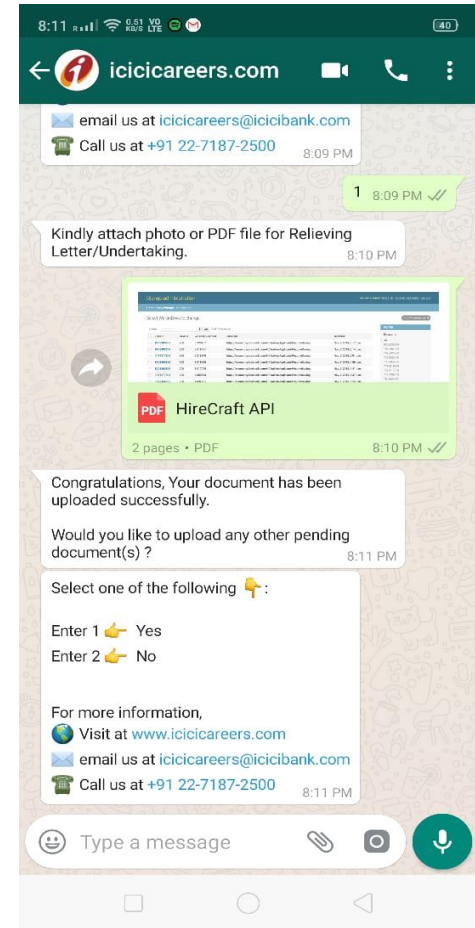 8:11 0.51 KB/S VO LTE 40
icicicareers.com
email us at icicicareers@icicibank.com
Call us at +91 22-7187-2500 8:09 PM
1 8:09 PM
Kindly attach photo or PDF file for Relieving
Letter/Undertaking. 8:10 PM
PDF HireCraft API
2 pages • PDF 8:10 PM
Congratulations, Your document has been
uploaded successfully.
Would you like to upload any other pending
document(s) ? 8:11 PM
Select one of the following 👇:
Enter 1 👉 Yes
Enter 2 👉 No
For more information,
Visit at www.icicicareers.com
email us at icicicareers@icicibank.com
Call us at +91 22-7187-2500 8:11 PM
Type a message